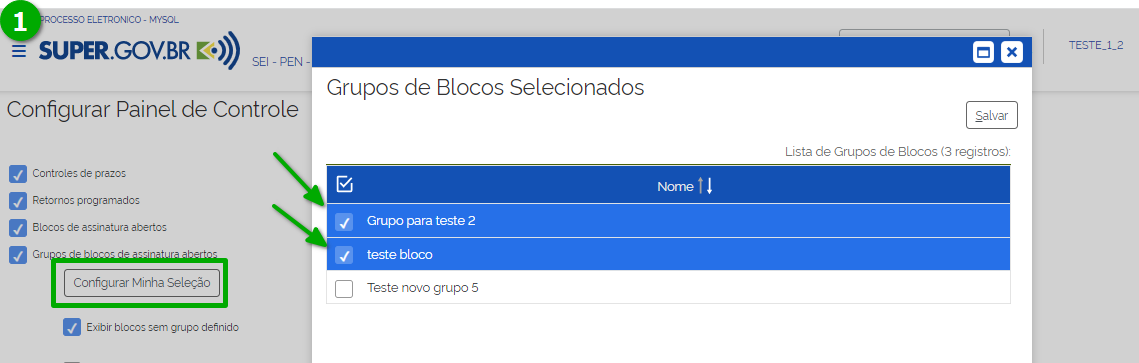 1
PROCESSO ELETRONICO - MYSQL
SUPER.GOV.BR
SEI - PEN -
TESTE_1_2
Configurar Painel de Controle
Controles de prazos
Retornos programados
Blocos de assinatura abertos
Grupos de blocos de assinatura abertos
Configurar Minha Seleção
Exibir blocos sem grupo definido
Grupos de Blocos Selecionados
Salvar
Lista de Grupos de Blocos (3 registros):
Nome
Grupo para teste 2
teste bloco
Teste novo grupo 5